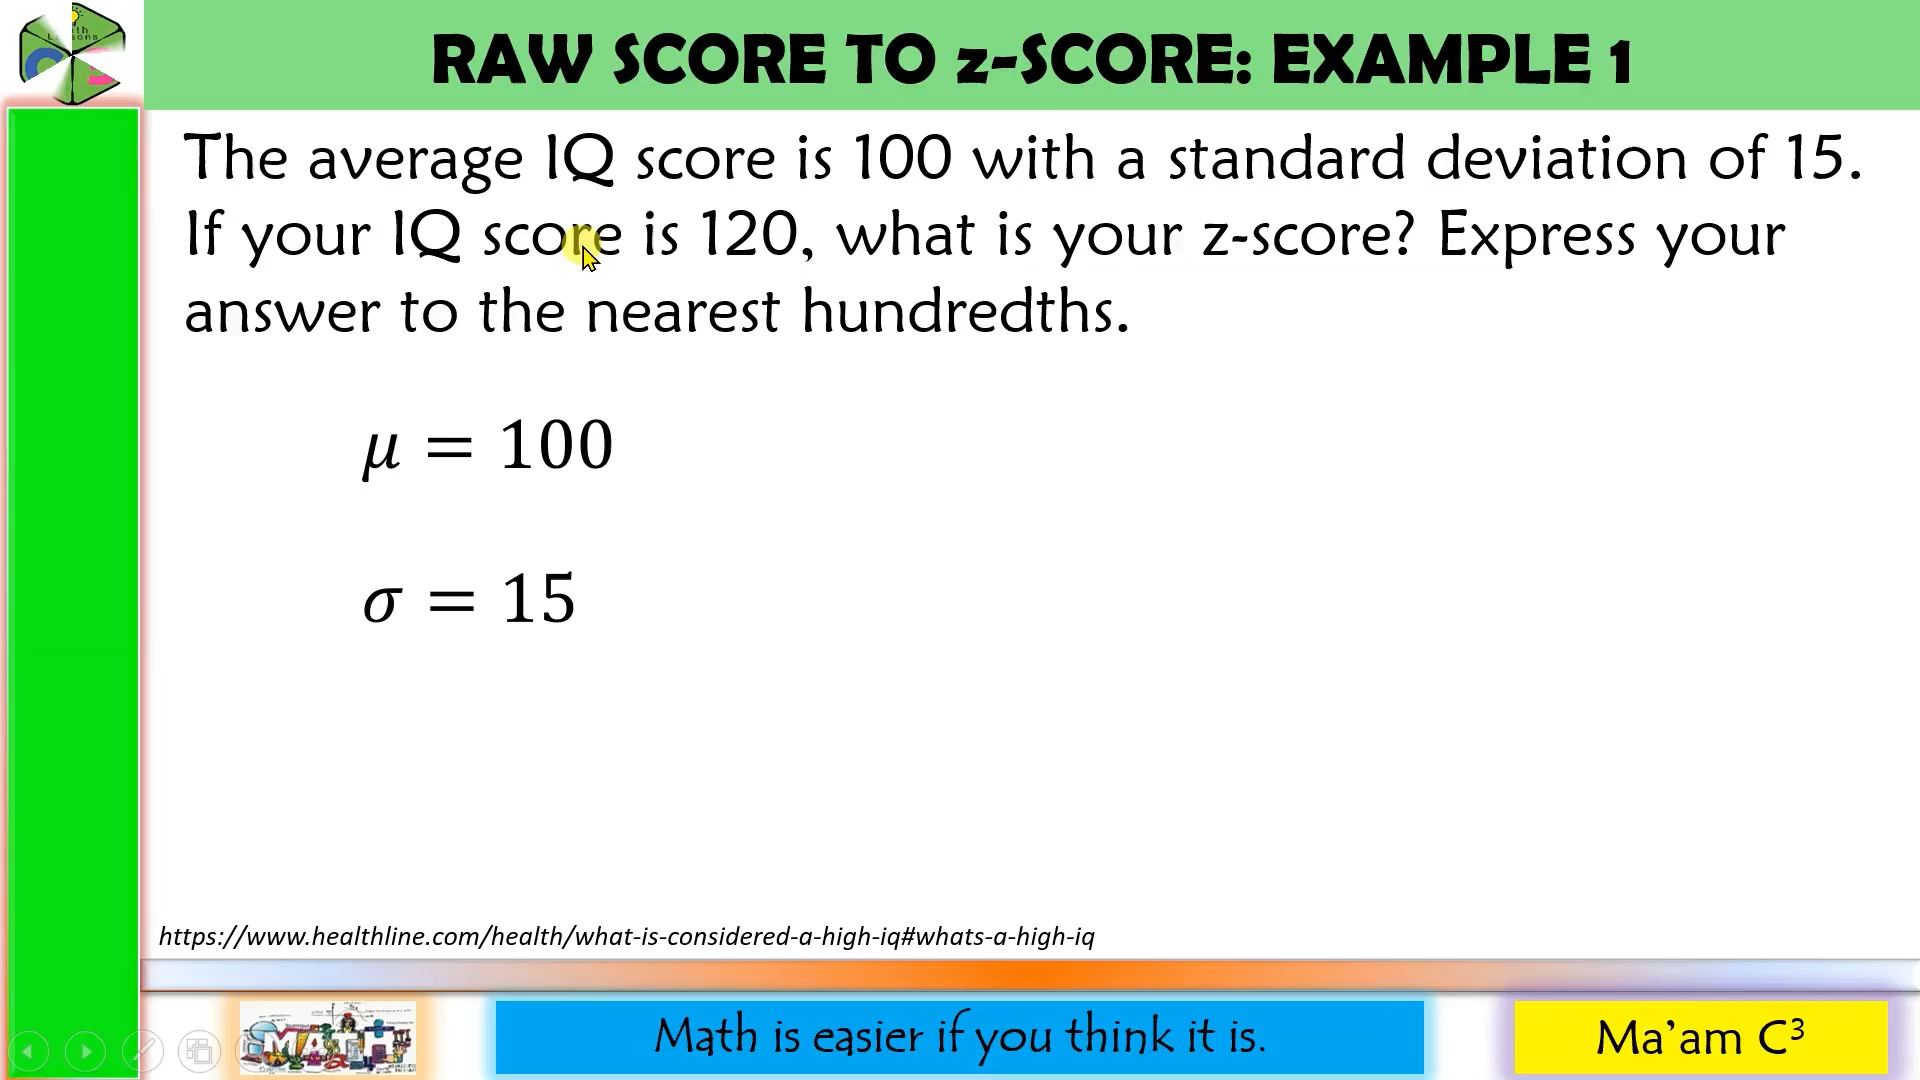 RAW SCORE TO z-SCORE: EXAMPLE 1
The average IQ score is 100 with a standard deviation of 15.
If your IQ score is 120, what is your z-score? Express your
answer to the nearest hundredths.
μ = 100
σ = 15
https://www.healthline.com/health/what-is-considered-a-high-iq#whats-a-high-iq
MATH
Math is easier if you think it is.
Ma’am C³